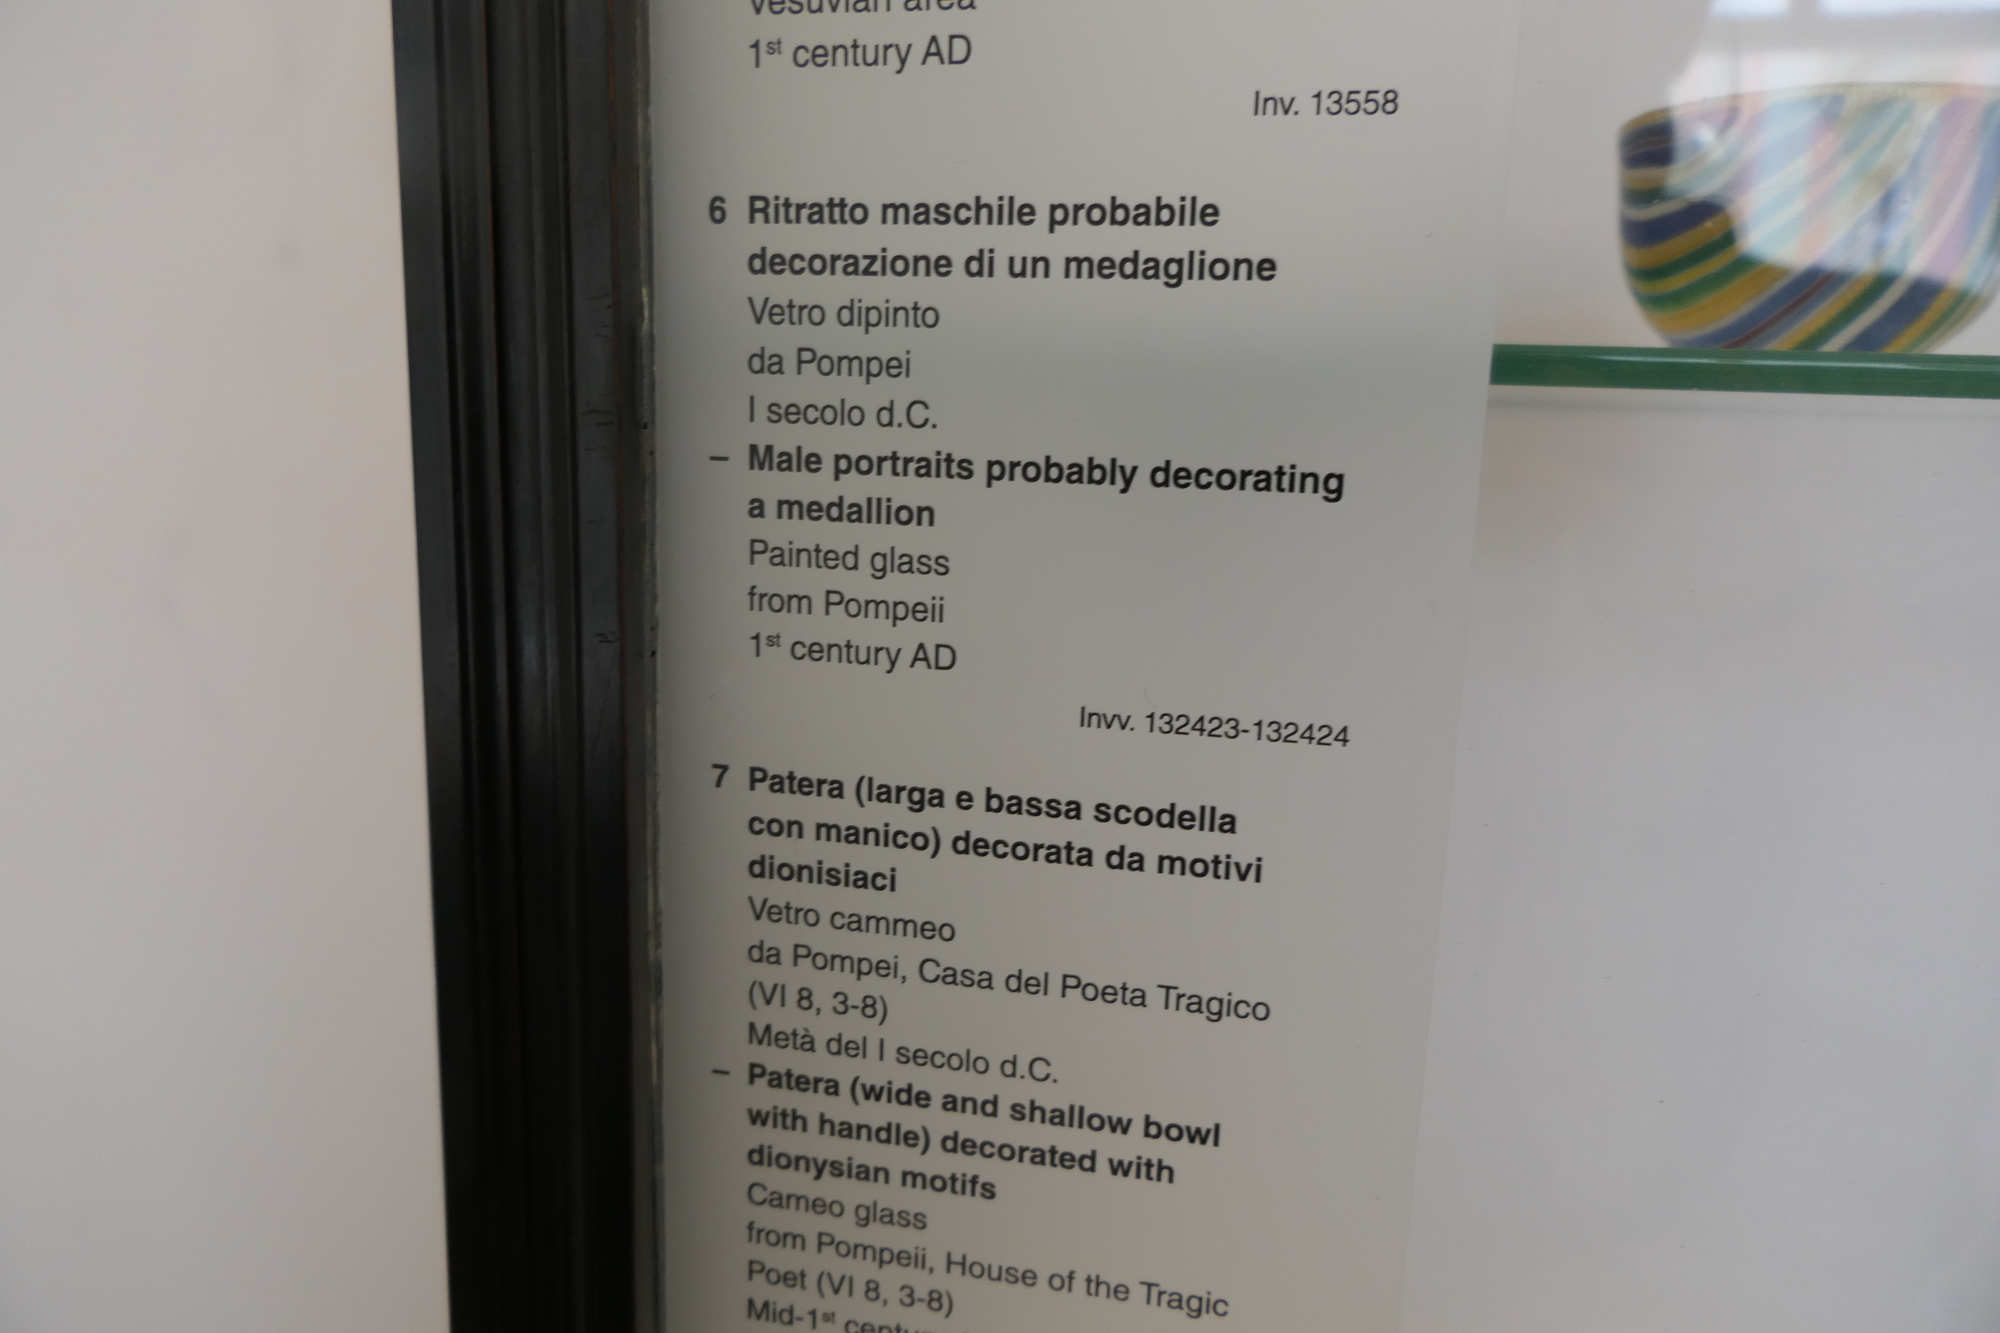 Vesuvian area
1st century AD
Inv. 13558
6 Ritratto maschile probabile
decorazione di un medaglione
Vetro dipinto
da Pompei
I secolo d.C.
– Male portraits probably decorating
a medallion
Painted glass
from Pompeii
1st century AD
Invv. 132423-132424
7 Patera (larga e bassa scodella
con manico) decorata da motivi
dionisiaci
Vetro cammeo
da Pompei, Casa del Poeta Tragico
(VI 8, 3-8)
Metà del I secolo d.C.
– Patera (wide and shallow bowl
with handle) decorated with
dionysian motifs
Cameo glass
from Pompeii, House of the Tragic
Poet (VI 8, 3-8)
Mid-1st